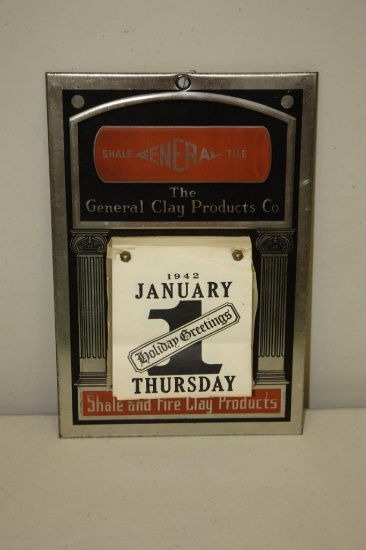 SHALE GENERAL TILE
The
General Clay Products Co
1942
JANUARY
1
Holiday Greetings
THURSDAY
Shale and Fire Clay Products